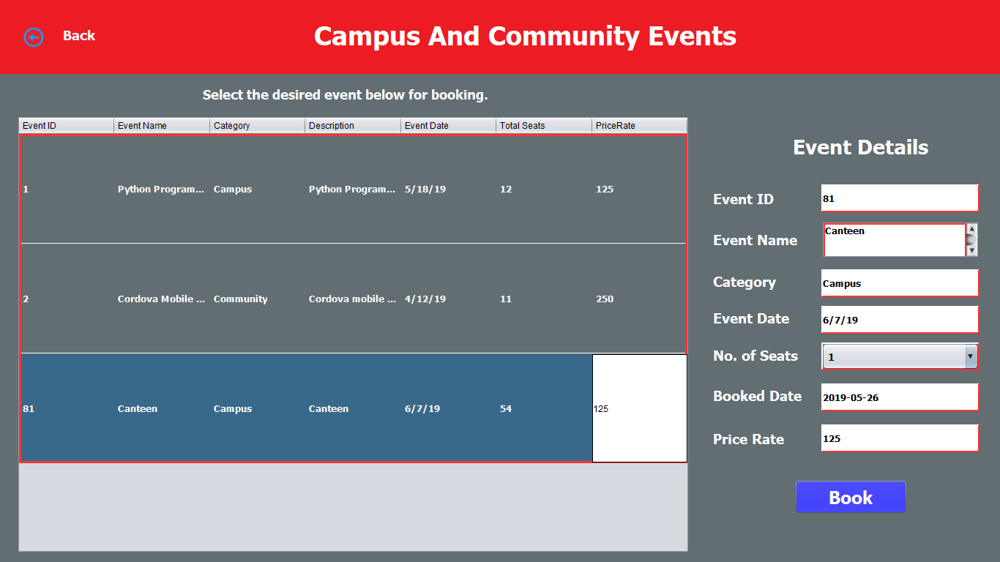 Back
Campus And Community Events
Select the desired event below for booking.
Event ID Event Name Category Description Event Date Total Seats PriceRate
1 Python Program... Campus Python Program... 5/18/19 12 125
2 Cordova Mobile ... Community Cordova mobile ... 4/12/19 11 250
81 Canteen Campus Canteen 6/7/19 54 125
Event Details
Event ID 81
Event Name Canteen
Category Campus
Event Date 6/7/19
No. of Seats 1
Booked Date 2019-05-26
Price Rate 125
Book